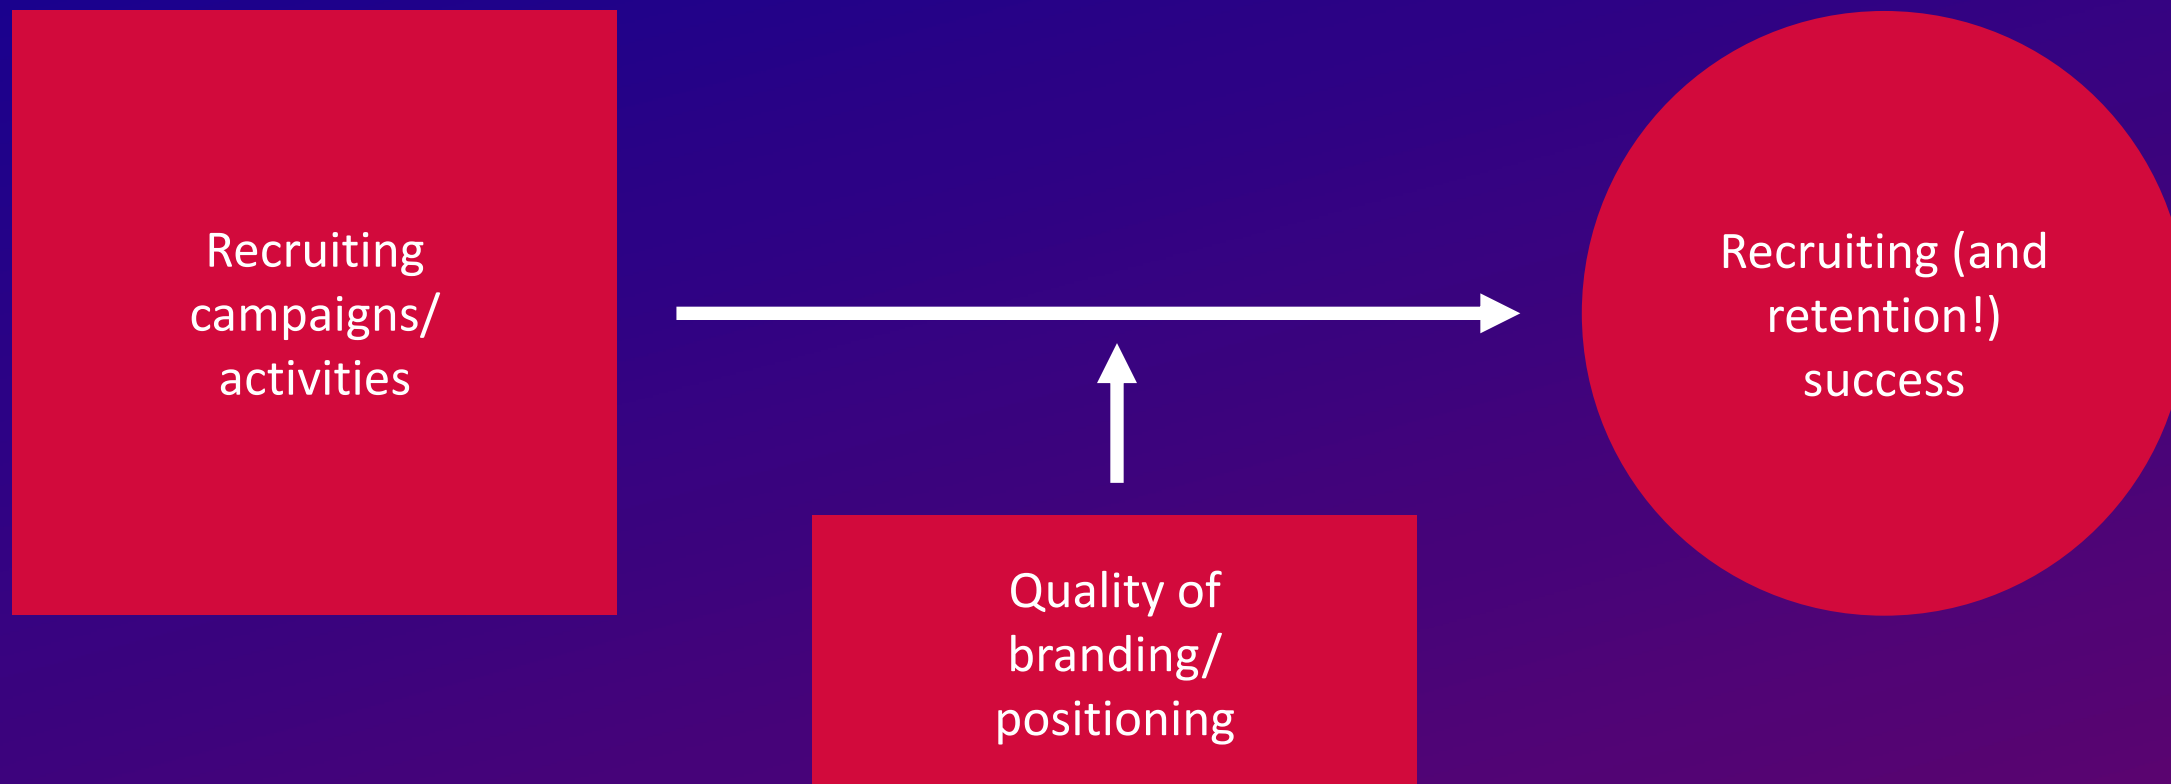 Recruiting
campaigns/
activities
Recruiting (and
retention!)
success
Quality of
branding/
positioning